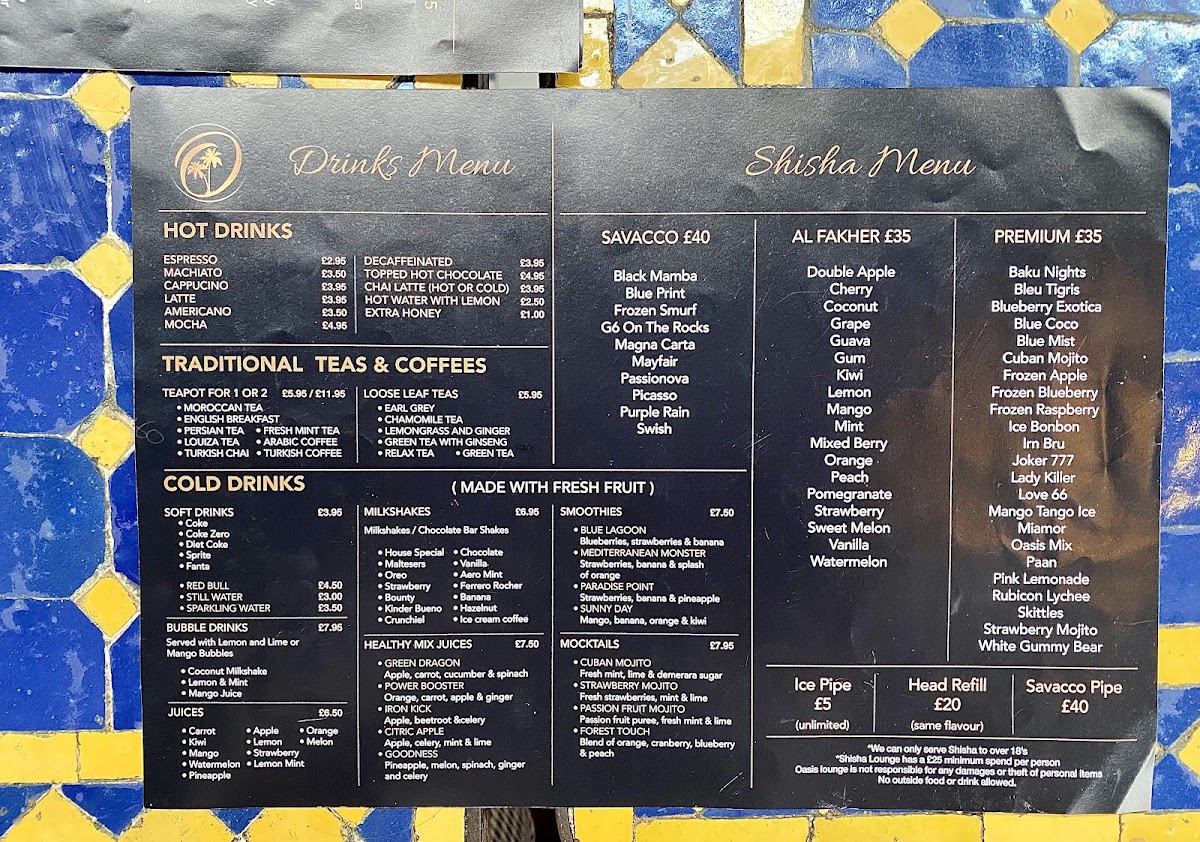 Drinks Menu
HOT DRINKS
ESPRESSO £2.95
MACHIATO £3.50
CAPPUCINO £3.95
LATTE £3.95
AMERICANO £3.50
MOCHA £4.95
DECAFFEINATED £3.95
TOPPED HOT CHOCOLATE £4.95
CHAI LATTE (HOT OR COLD) £3.95
HOT WATER WITH LEMON £2.50
EXTRA HONEY £1.00
TRADITIONAL TEAS & COFFEES
TEAPOT FOR 1 OR 2 £5.95 / £11.95
• MOROCCAN TEA
• ENGLISH BREAKFAST
• PERSIAN TEA • FRESH MINT TEA
• LOUIZA TEA • ARABIC COFFEE
• TURKISH CHAI • TURKISH COFFEE
LOOSE LEAF TEAS £5.95
• EARL GREY
• CHAMOMILE TEA
• LEMONGRASS AND GINGER
• GREEN TEA WITH GINSENG
• RELAX TEA • GREEN TEA
COLD DRINKS
( MADE WITH FRESH FRUIT )
SOFT DRINKS £3.95
• Coke
• Coke Zero
• Diet Coke
• Sprite
• Fanta
• RED BULL £4.50
• STILL WATER £3.00
• SPARKLING WATER £3.50
BUBBLE DRINKS £7.95
Served with Lemon and Lime or
Mango Bubbles
• Coconut Milkshake
• Lemon & Mint
• Mango Juice
JUICES £6.50
• Carrot • Apple • Orange
• Kiwi • Lemon • Melon
• Mango • Strawberry
• Watermelon • Lemon Mint
• Pineapple
MILKSHAKES £6.95
Milkshakes / Chocolate Bar Shakes
• House Special • Chocolate
• Maltesers • Vanilla
• Oreo • Aero Mint
• Strawberry • Ferrero Rocher
• Bounty • Banana
• Kinder Bueno • Hazelnut
• Crunchiel • Ice cream coffee
HEALTHY MIX JUICES £7.50
• GREEN DRAGON
Apple, carrot, cucumber & spinach
• POWER BOOSTER
Orange, carrot, apple & ginger
• IRON KICK
Apple, beetroot &celery
• CITRIC APPLE
Apple, celery, mint & lime
• GOODNESS
Pineapple, melon, spinach, ginger
and celery
SMOOTHIES £7.50
• BLUE LAGOON
Blueberries, strawberries & banana
• MEDITERRANEAN MONSTER
Strawberries, banana & splash
of orange
• PARADISE POINT
Strawberries, banana & pineapple
• SUNNY DAY
Mango, banana, orange & kiwi
MOCKTAILS £7.95
• CUBAN MOJITO
Fresh mint, lime & demerara sugar
• STRAWBERRY MOJITO
Fresh strawberries, mint & lime
• PASSION FRUIT MOJITO
Passion fruit puree, fresh mint & lime
• FOREST TOUCH
Blend of orange, cranberry, blueberry
& peach
Shisha Menu
SAVACCO £40
Black Mamba
Blue Print
Frozen Smurf
G6 On The Rocks
Magna Carta
Mayfair
Passionova
Picasso
Purple Rain
Swish
AL FAKHER £35
Double Apple
Cherry
Coconut
Grape
Guava
Gum
Kiwi
Lemon
Mango
Mint
Mixed Berry
Orange
Peach
Pomegranate
Strawberry
Sweet Melon
Vanilla
Watermelon
PREMIUM £35
Baku Nights
Bleu Tigris
Blueberry Exotica
Blue Coco
Blue Mist
Cuban Mojito
Frozen Apple
Frozen Blueberry
Frozen Raspberry
Ice Bonbon
Irn Bru
Joker 777
Lady Killer
Love 66
Mango Tango Ice
Miamor
Oasis Mix
Paan
Pink Lemonade
Rubicon Lychee
Skittles
Strawberry Mojito
White Gummy Bear
Ice Pipe
£5
(unlimited)
Head Refill
£20
(same flavour)
Savacco Pipe
£40
*We can only serve Shisha to over 18's
*Shisha Lounge has a £25 minimum spend per person
Oasis lounge is not responsible for any damages or theft of personal items
No outside food or drink allowed.